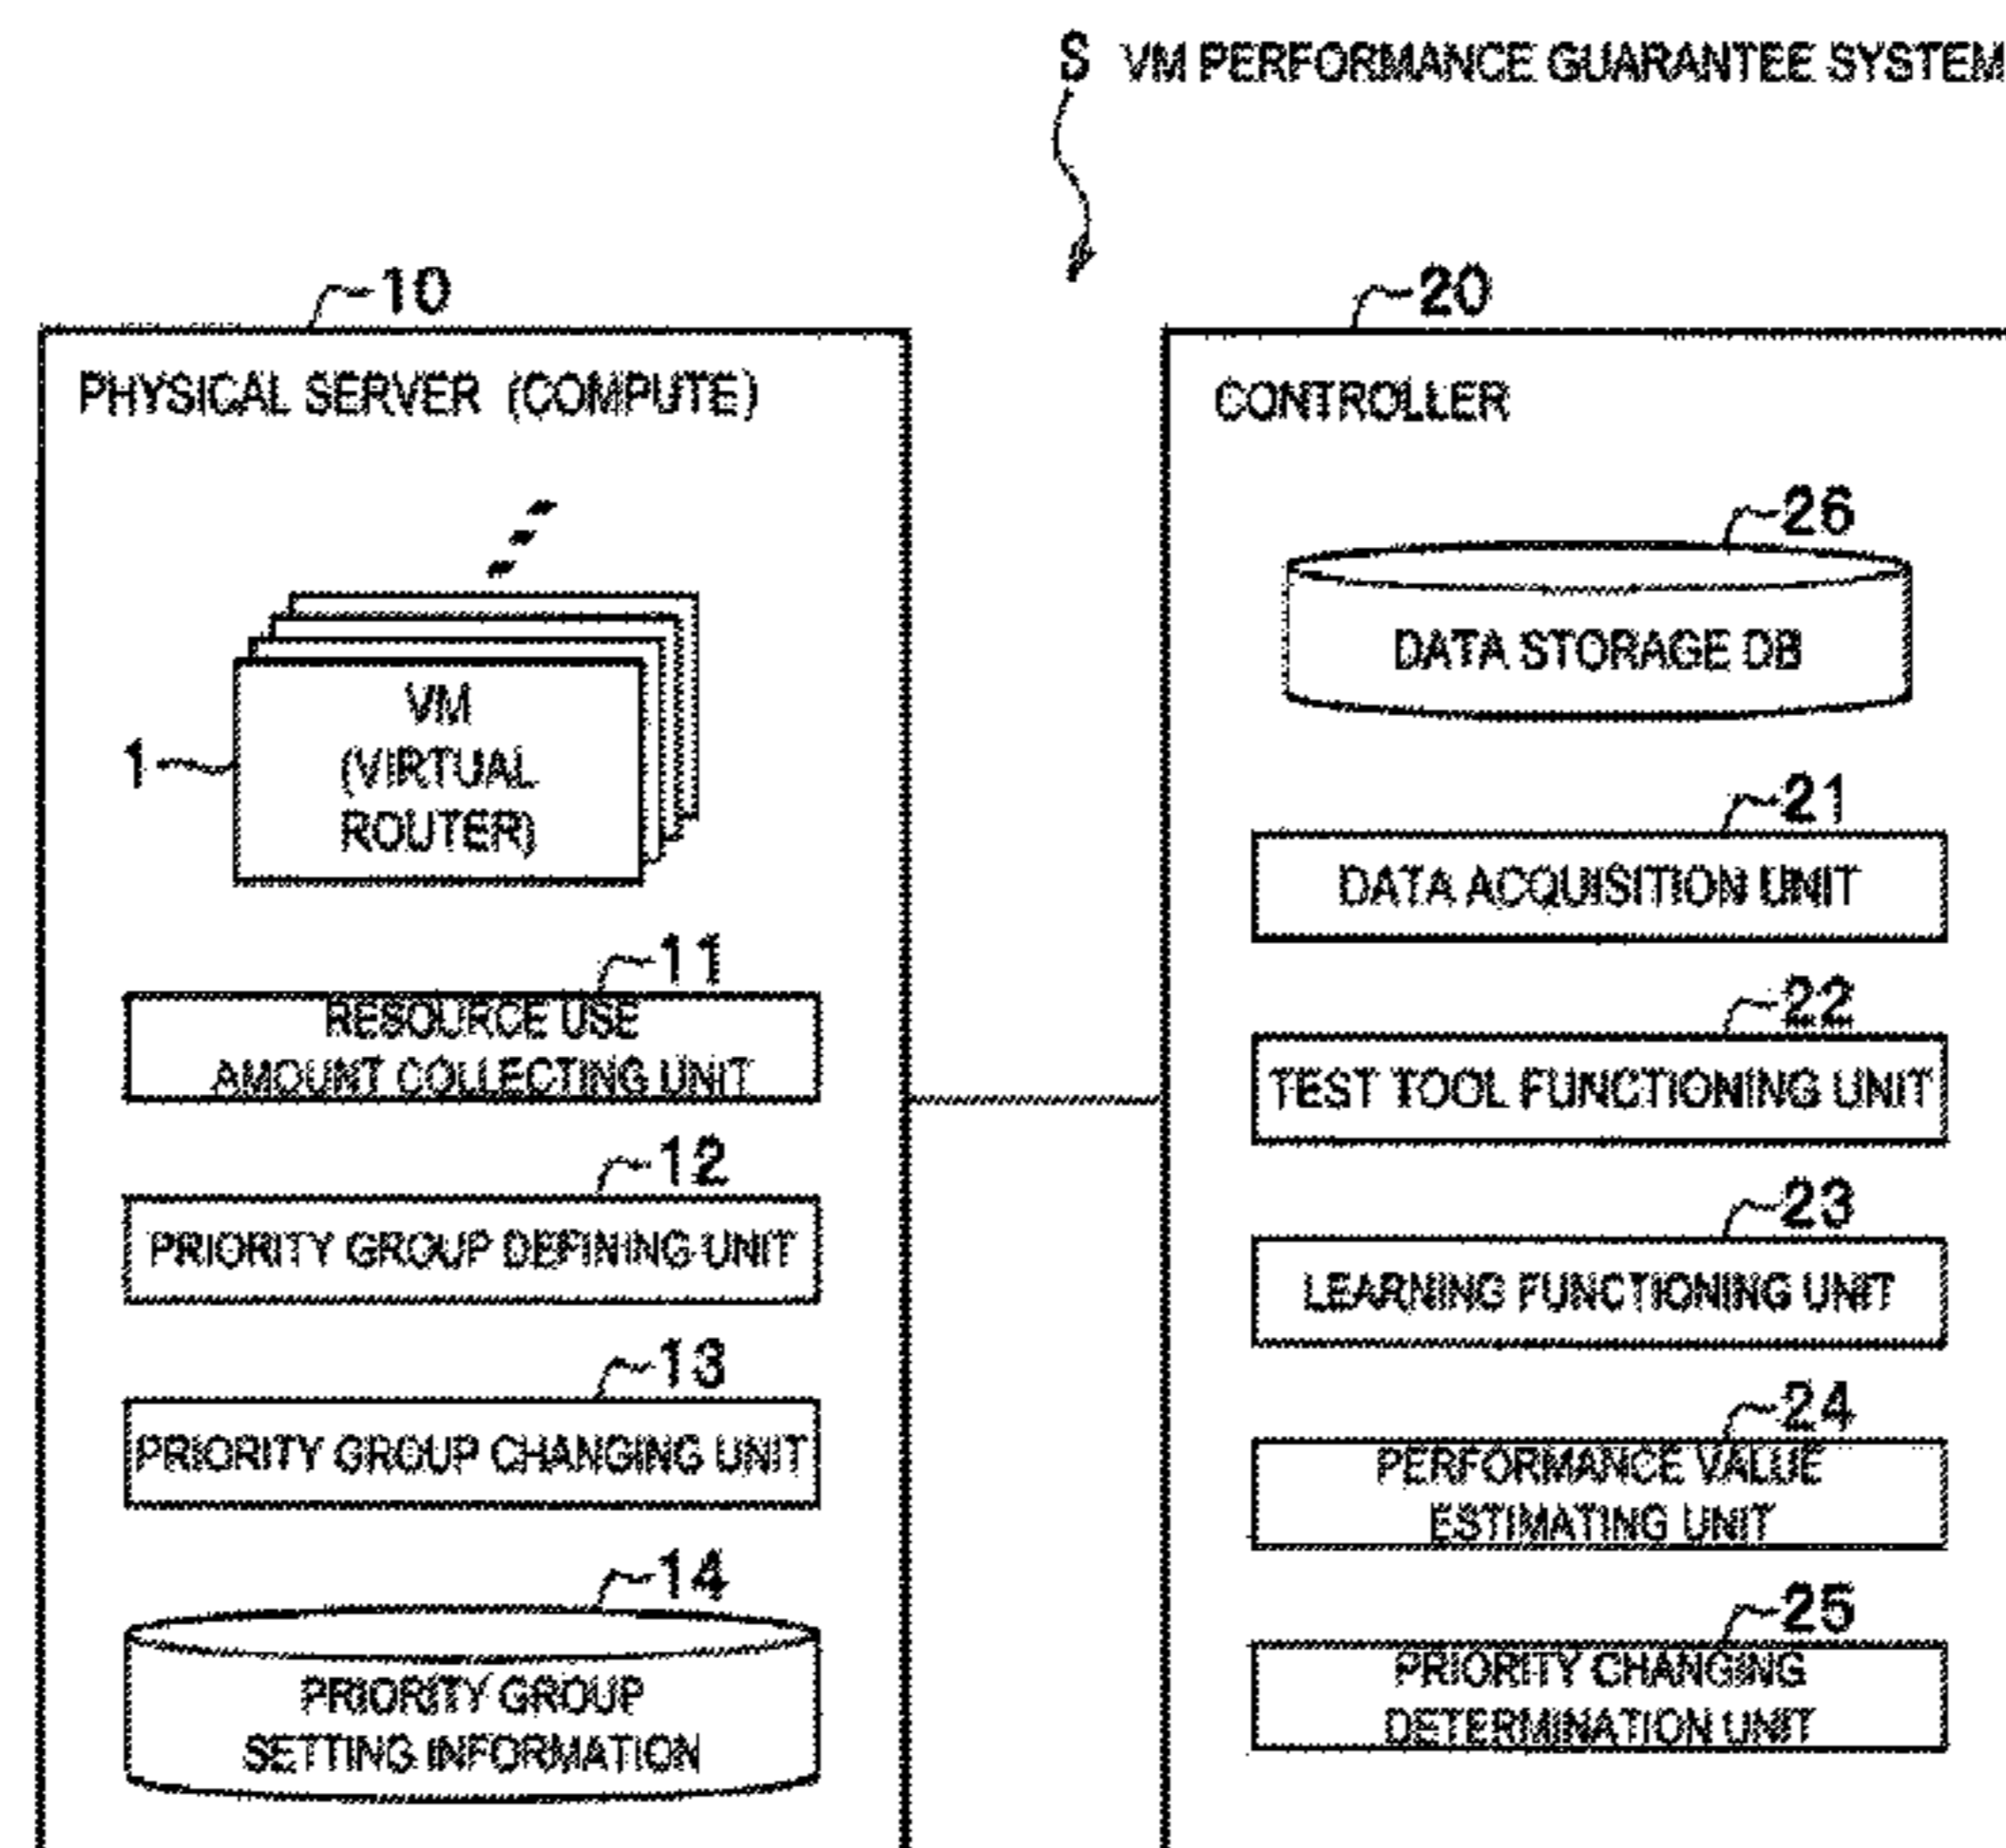 S VM PERFORMANCE GUARANTEE SYSTEM
10
PHYSICAL SERVER (COMPUTE)
1
VM
(VIRTUAL
ROUTER)
11
RESOURCE USE
AMOUNT COLLECTING UNIT
12
PRIORITY GROUP DEFINING UNIT
13
PRIORITY GROUP CHANGING UNIT
14
PRIORITY GROUP
SETTING INFORMATION
20
CONTROLLER
26
DATA STORAGE DB
21
DATA ACQUISITION UNIT
22
TEST TOOL FUNCTIONING UNIT
23
LEARNING FUNCTIONING UNIT
24
PERFORMANCE VALUE
ESTIMATING UNIT
25
PRIORITY CHANGING
DETERMINATION UNIT